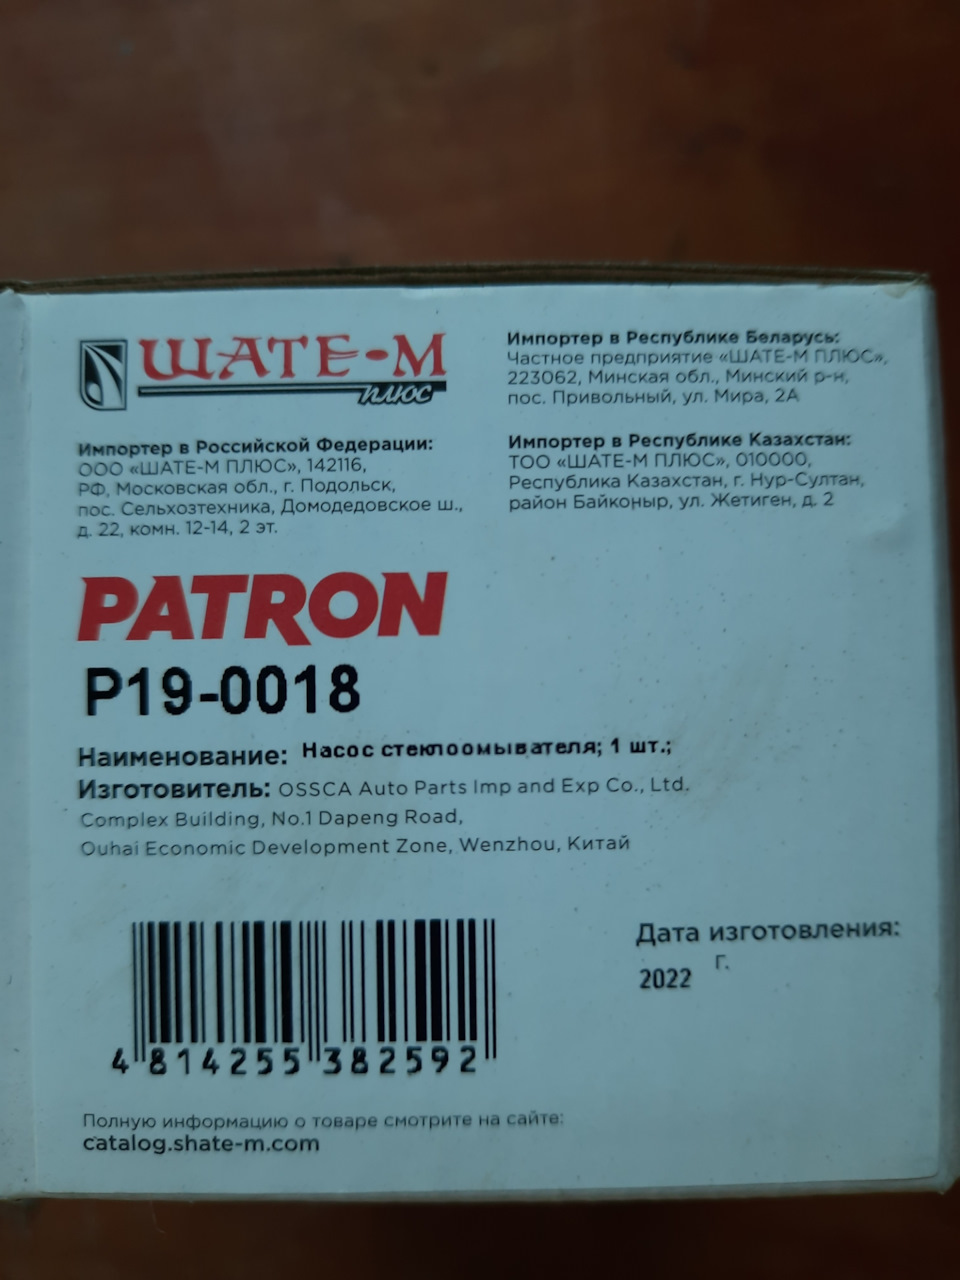 ШАТЕ-М
плюс
Импортер в Республике Беларусь:
Частное предприятие «ШАТЕ-М ПЛЮС»,
223062, Минская обл., Минский р-н,
пос. Привольный, ул. Мира, 2А
Импортер в Российской Федерации:
ООО «ШАТЕ-М ПЛЮС», 142116,
РФ, Московская обл., г. Подольск,
пос. Сельхозтехника, Домодедовское ш.,
д. 22, комн. 12-14, 2 эт.
Импортер в Республике Казахстан:
ТОО «ШАТЕ-М ПЛЮС», 010000,
Республика Казахстан, г. Нур-Султан,
район Байконыр, ул. Жетиген, д. 2
PATRON
P19-0018
Наименование: Насос стеклоомывателя; 1 шт.;
Изготовитель: OSSCA Auto Parts Imp and Exp Co., Ltd.
Complex Building, No.1 Dapeng Road,
Ouhai Economic Development Zone, Wenzhou, Китай
Дата изготовления:
2022 г.
4 814255 382592
Полную информацию о товаре смотрите на сайте:
catalog.shate-m.com